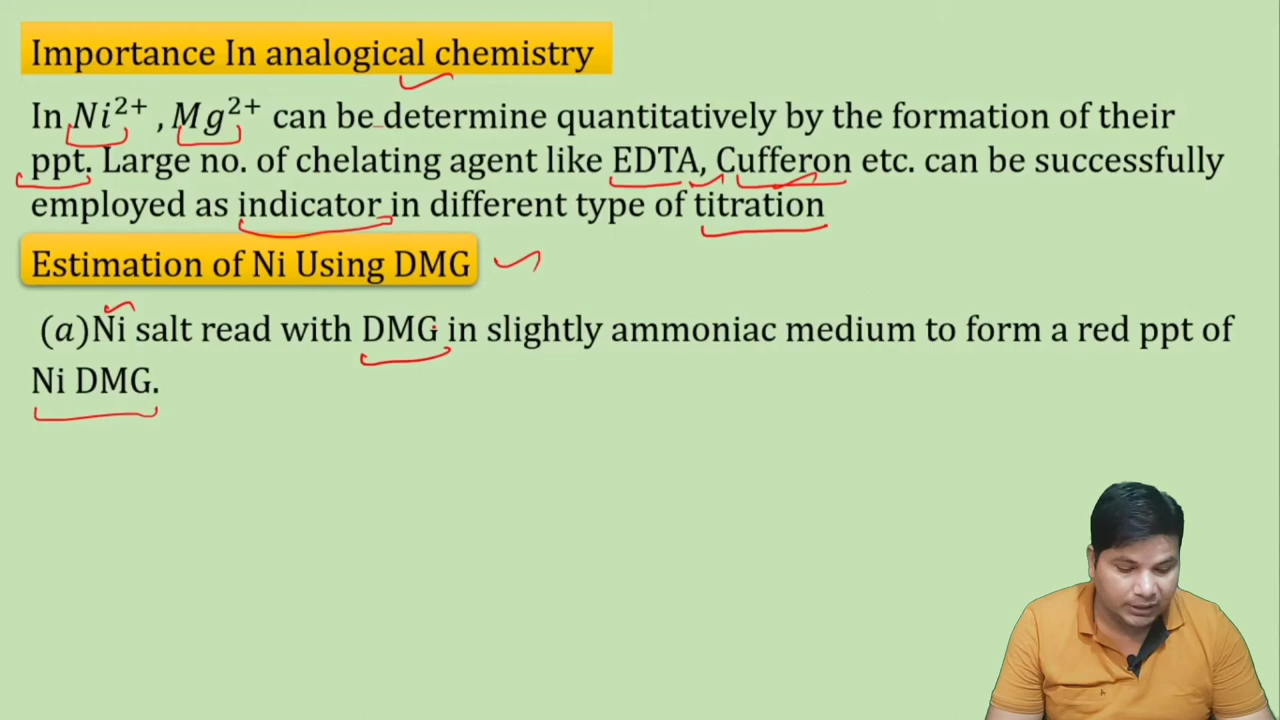 Importance In analogical chemistry
In Ni²⁺ , Mg²⁺ can be determine quantitatively by the formation of their
ppt. Large no. of chelating agent like EDTA, Cufferon etc. can be successfully
employed as indicator in different type of titration
Estimation of Ni Using DMG
(a)Ni salt read with DMG in slightly ammoniac medium to form a red ppt of
Ni DMG.